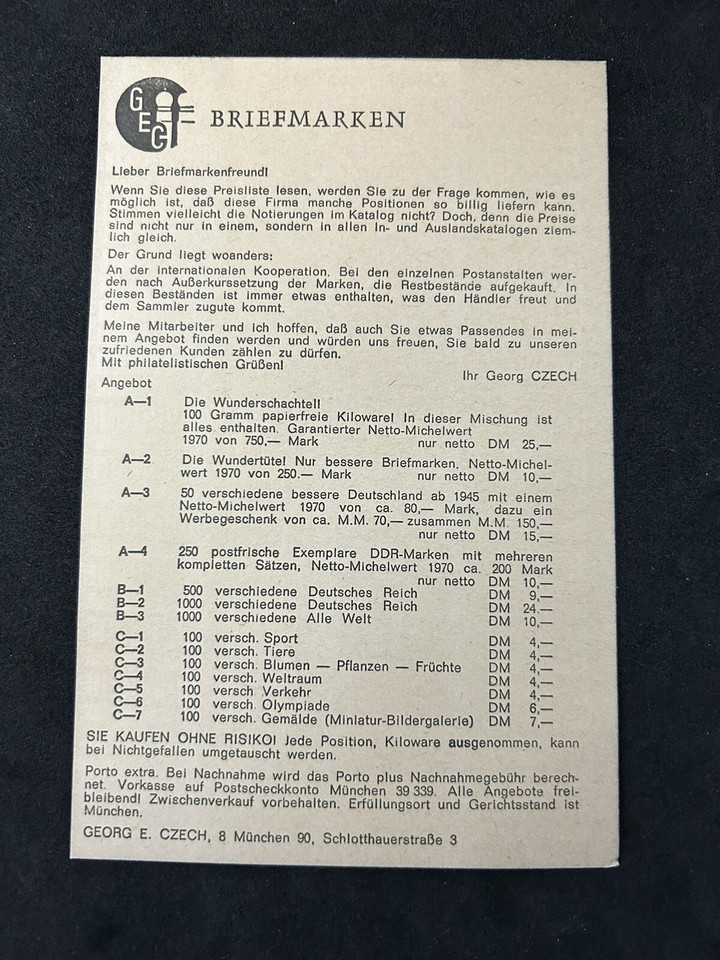 GEC
BRIEFMARKEN
Lieber Briefmarkenfreund!
Wenn Sie diese Preisliste lesen, werden Sie zu der Frage kommen, wie es
möglich ist, daß diese Firma manche Positionen so billig liefern kann.
Stimmen vielleicht die Notierungen im Katalog nicht? Doch, denn die Preise
sind nicht nur in einem, sondern in allen In- und Auslandskatalogen ziem-
lich gleich.
Der Grund liegt woanders:
An der internationalen Kooperation. Bei den einzelnen Postanstalten wer-
den nach Außerkurssetzung der Marken, die Restbestände aufgekauft. In
diesen Beständen ist immer etwas enthalten, was den Händler freut und
dem Sammler zugute kommt.
Meine Mitarbeiter und ich hoffen, daß auch Sie etwas Passendes in mei-
nem Angebot finden werden und würden uns freuen, Sie bald zu unseren
zufriedenen Kunden zählen zu dürfen.
Mit philatelistischen Grüßen!
Ihr Georg CZECH
Angebot
A—1 Die Wunderschachtel!
100 Gramm papierfreie Kiloware! In dieser Mischung ist
alles enthalten. Garantierter Netto-Michelwert
1970 von 750,— Mark nur netto DM 25,—
A—2 Die Wundertüte! Nur bessere Briefmarken, Netto-Michel-
wert 1970 von 250.— Mark nur netto DM 10,—
A—3 50 verschiedene bessere Deutschland ab 1945 mit einem
Netto-Michelwert 1970 von ca. 80,— Mark, dazu ein
Werbegeschenk von ca. M.M. 70,— zusammen M.M. 150,—
nur netto DM 15,—
A—4 250 postfrische Exemplare DDR-Marken mit mehreren
kompletten Sätzen, Netto-Michelwert 1970 ca. 200 Mark
nur netto DM 10,—
B—1 500 verschiedene Deutsches Reich DM 9,—
B—2 1000 verschiedene Deutsches Reich DM 24,—
B—3 1000 verschiedene Alle Welt DM 10,—
C—1 100 versch. Sport DM 4,—
C—2 100 versch. Tiere DM 4,—
C—3 100 versch. Blumen — Pflanzen — Früchte DM 4,—
C—4 100 versch. Weltraum DM 4,—
C—5 100 versch. Verkehr DM 4,—
C—6 100 versch. Olympiade DM 6,—
C—7 100 versch. Gemälde (Miniatur-Bildergalerie) DM 7,—
SIE KAUFEN OHNE RISIKO! Jede Position, Kiloware ausgenommen, kann
bei Nichtgefallen umgetauscht werden.
Porto extra. Bei Nachnahme wird das Porto plus Nachnahmegebühr berech-
net. Vorkasse auf Postscheckkonto München 39 339. Alle Angebote frei-
bleibend! Zwischenverkauf vorbehalten. Erfüllungsort und Gerichtsstand ist
München.
GEORG E. CZECH, 8 München 90, Schlotthauerstraße 3